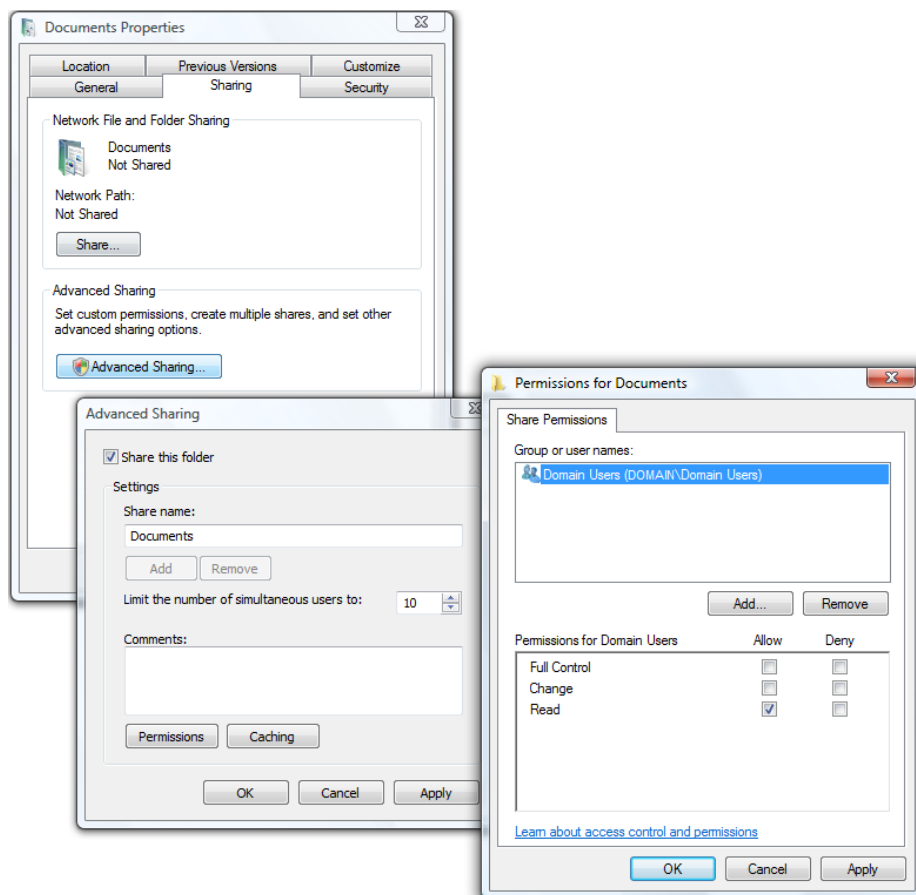 Documents Properties
Location Previous Versions Customize
General Sharing Security
Network File and Folder Sharing
Documents
Not Shared
Network Path:
Not Shared
Share...
Advanced Sharing
Set custom permissions, create multiple shares, and set other
advanced sharing options.
Advanced Sharing...
Advanced Sharing
Share this folder
Settings
Share name:
Documents
Add Remove
Limit the number of simultaneous users to: 10
Comments:
Permissions Caching
OK Cancel Apply
Permissions for Documents
Share Permissions
Group or user names:
Domain Users (DOMAIN\Domain Users)
Add... Remove
Permissions for Domain Users Allow Deny
Full Control
Change
Read
Learn about access control and permissions
OK Cancel Apply